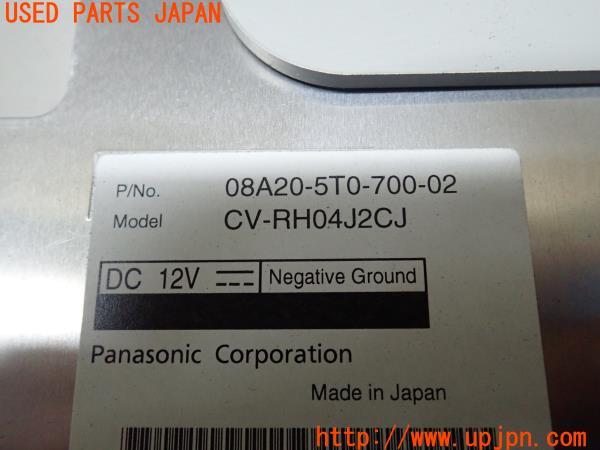 USED PARTS JAPAN
P/No. 08A20-5T0-700-02
Model CV-RH04J2CJ
DC 12V Negative Ground
Panasonic Corporation
Made in Japan
http://www.upjpn.com